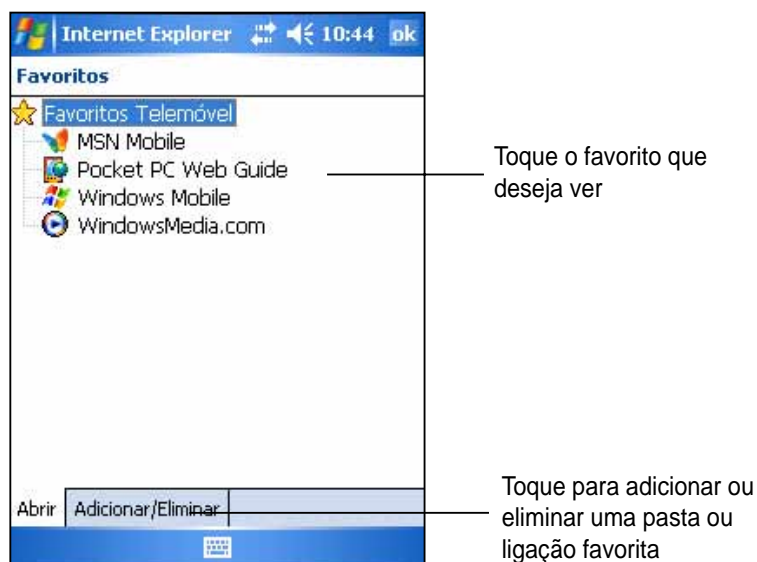 Internet Explorer 10:44 ok
Favoritos
Favoritos Telemóvel
MSN Mobile
Pocket PC Web Guide
Windows Mobile
WindowsMedia.com
Toque o favorito que
deseja ver
Abrir Adicionar/Eliminar
Toque para adicionar ou
eliminar uma pasta ou
ligação favorita